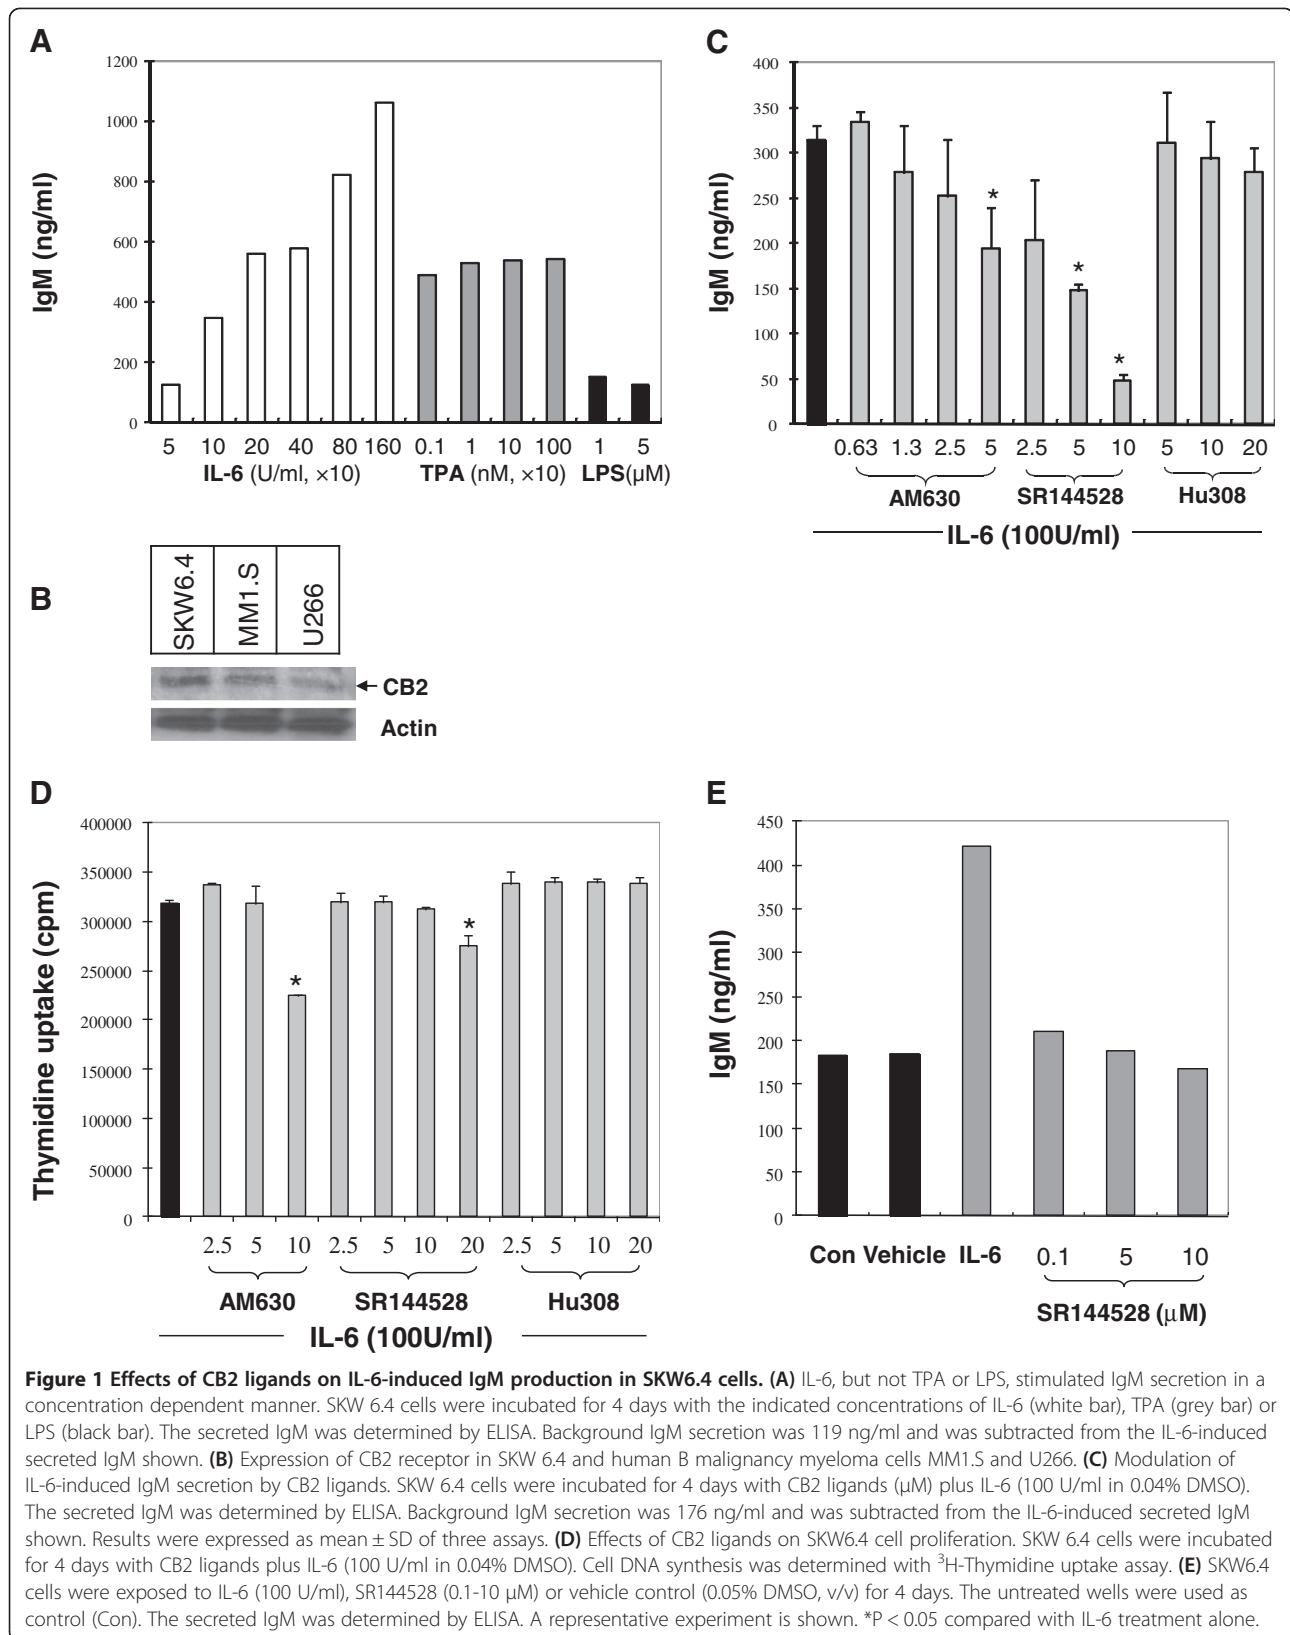 A
1200
1000
800
600
400
200
0
IgM (ng/ml)
5 10 20 40 80 160 0.1 1 10 100 1 5
IL-6 (U/ml, ×10) TPA (nM, ×10) LPS(µM)
C
400
350
300
250
200
150
100
50
0
IgM (ng/ml)
* * *
0.63 1.3 2.5 5 2.5 5 10 5 10 20
AM630 SR144528 Hu308
IL-6 (100U/ml)
B
SKW6.4
MM1.S
U266
CB2
Actin
D
400000
350000
300000
250000
200000
150000
100000
50000
0
Thymidine uptake (cpm)
* *
2.5 5 10 2.5 5 10 20 2.5 5 10 20
AM630 SR144528 Hu308
IL-6 (100U/ml)
E
450
400
350
300
250
200
150
100
50
0
IgM (ng/ml)
Con Vehicle IL-6 0.1 5 10
SR144528 (µM)
Figure 1 Effects of CB2 ligands on IL-6-induced IgM production in SKW6.4 cells. (A) IL-6, but not TPA or LPS, stimulated IgM secretion in a
concentration dependent manner. SKW 6.4 cells were incubated for 4 days with the indicated concentrations of IL-6 (white bar), TPA (grey bar) or
LPS (black bar). The secreted IgM was determined by ELISA. Background IgM secretion was 119 ng/ml and was subtracted from the IL-6-induced
secreted IgM shown. (B) Expression of CB2 receptor in SKW 6.4 and human B malignancy myeloma cells MM1.S and U266. (C) Modulation of
IL-6-induced IgM secretion by CB2 ligands. SKW 6.4 cells were incubated for 4 days with CB2 ligands (µM) plus IL-6 (100 U/ml in 0.04% DMSO).
The secreted IgM was determined by ELISA. Background IgM secretion was 176 ng/ml and was subtracted from the IL-6-induced secreted IgM
shown. Results were expressed as mean ± SD of three assays. (D) Effects of CB2 ligands on SKW6.4 cell proliferation. SKW 6.4 cells were incubated
for 4 days with CB2 ligands plus IL-6 (100 U/ml in 0.04% DMSO). Cell DNA synthesis was determined with ³H-Thymidine uptake assay. (E) SKW6.4
cells were exposed to IL-6 (100 U/ml), SR144528 (0.1-10 µM) or vehicle control (0.05% DMSO, v/v) for 4 days. The untreated wells were used as
control (Con). The secreted IgM was determined by ELISA. A representative experiment is shown. *P < 0.05 compared with IL-6 treatment alone.